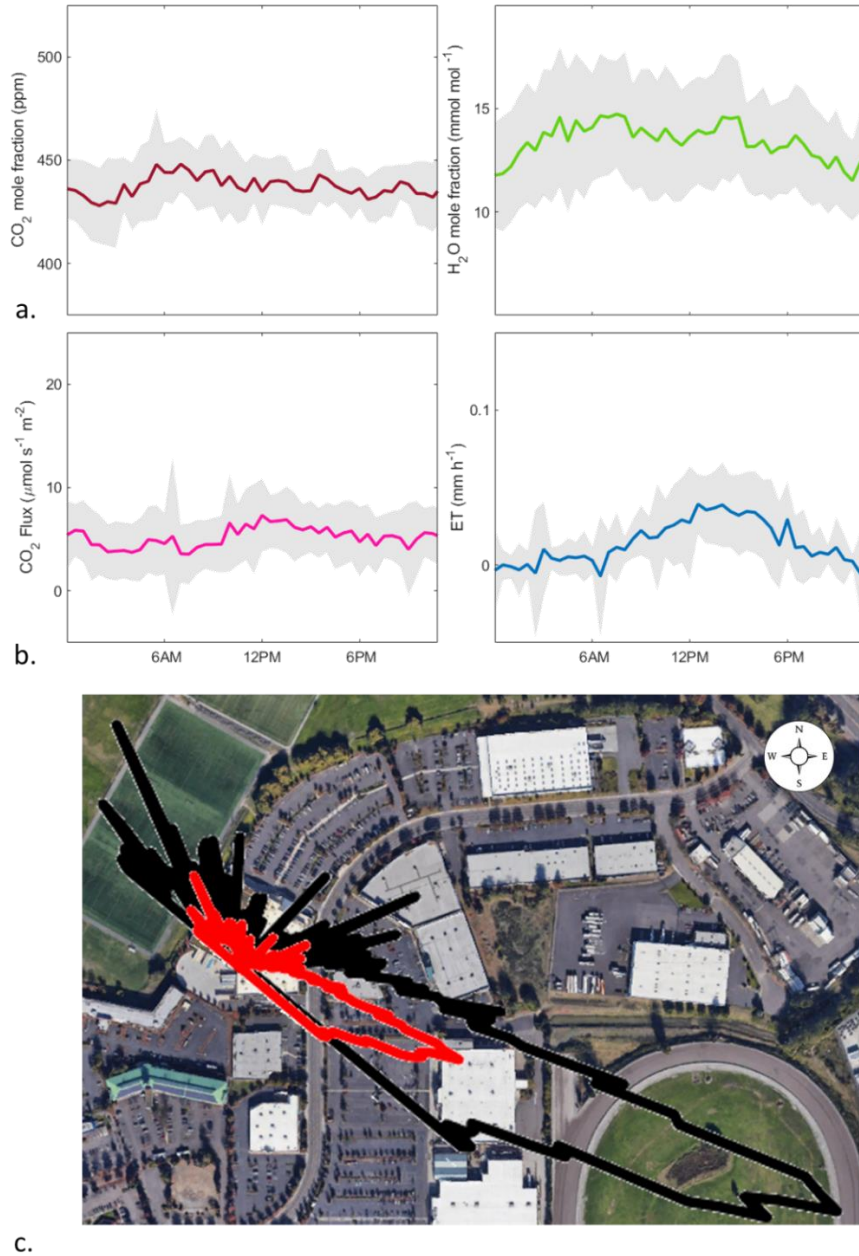 500
450
400
CO2 mole fraction (ppm)
15
10
H2O mole fraction (mmol mol -1)
a.
20
10
0
CO2 Flux (μmol s-1 m-2)
6AM 12PM 6PM
0.1
0
ET (mm h-1)
6AM 12PM 6PM
b.
N
W E
S
c.